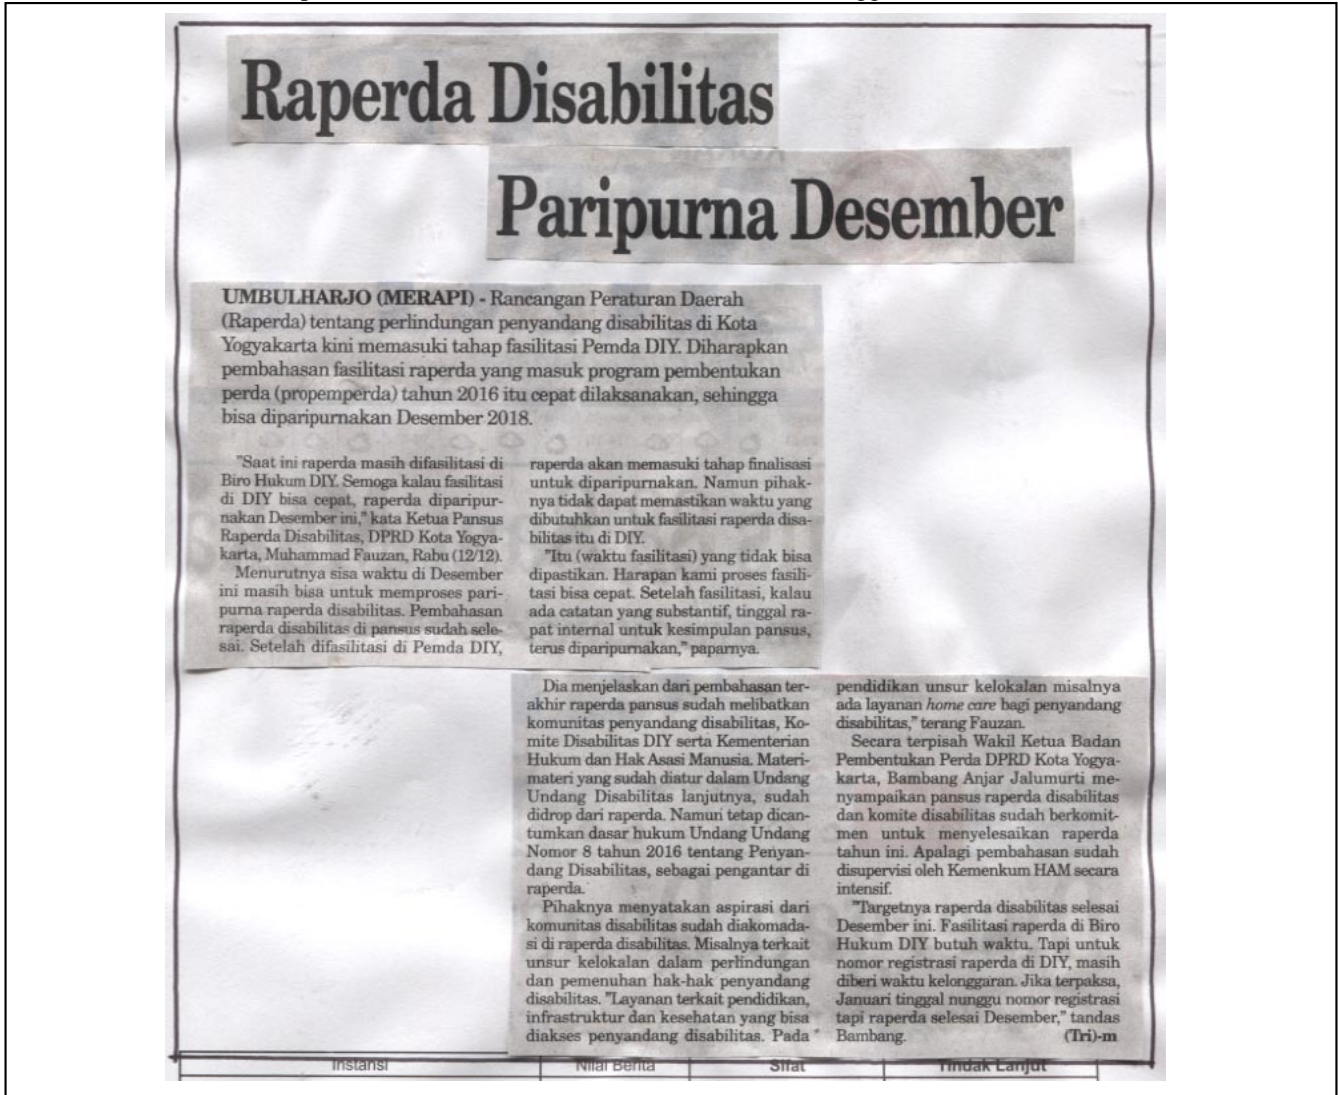 Raperda Disabilitas
Paripurna Desember
UMBULHARJO (MERAPI) - Rancangan Peraturan Daerah
(Raperda) tentang perlindungan penyandang disabilitas di Kota
Yogyakarta kini memasuki tahap fasilitasi Pemda DIY. Diharapkan
pembahasan fasilitasi raperda yang masuk program pembentukan
perda (propemperda) tahun 2016 itu cepat dilaksanakan, sehingga
bisa diparipurnakan Desember 2018.
"Saat ini raperda masih difasilitasi di
Biro Hukum DIY. Semoga kalau fasilitasi
di DIY bisa cepat, raperda diparipur-
nakan Desember ini," kata Ketua Pansus
Raperda Disabilitas, DPRD Kota Yogya-
karta, Muhammad Fauzan, Rabu (12/12).
Menurutnya sisa waktu di Desember
ini masih bisa untuk memproses pari-
purna raperda disabilitas. Pembahasan
raperda disabilitas di pansus sudah sele-
sai. Setelah difasilitasi di Pemda DIY,
raperda akan memasuki tahap finalisasi
untuk diparipurnakan. Namun pihak-
nya tidak dapat memastikan waktu yang
dibutuhkan untuk fasilitasi raperda disa-
bilitas itu di DIY.
"Itu (waktu fasilitasi) yang tidak bisa
dipastikan. Harapan kami proses fasili-
tasi bisa cepat. Setelah fasilitasi, kalau
ada catatan yang substantif, tinggal ra-
pat internal untuk kesimpulan pansus,
terus diparipurnakan," paparnya.
Dia menjelaskan dari pembahasan ter-
akhir raperda pansus sudah melibatkan
komunitas penyandang disabilitas, Ko-
mite Disabilitas DIY serta Kementerian
Hukum dan Hak Asasi Manusia. Materi-
materi yang sudah diatur dalam Undang
Undang Disabilitas lanjutnya, sudah
didrop dari raperda. Namun tetap dican-
tumkan dasar hukum Undang Undang
Nomor 8 tahun 2016 tentang Penyan-
dang Disabilitas, sebagai pengantar di
raperda.
Pihaknya menyatakan aspirasi dari
komunitas disabilitas sudah diakomoda-
si di raperda disabilitas. Misalnya terkait
unsur kelokalan dalam perlindungan
dan pemenuhan hak-hak penyandang
disabilitas. "Layanan terkait pendidikan,
infrastruktur dan kesehatan yang bisa
diakses penyandang disabilitas. Pada
pendidikan unsur kelokalan misalnya
ada layanan home care bagi penyandang
disabilitas," terang Fauzan.
Secara terpisah Wakil Ketua Badan
Pembentukan Perda DPRD Kota Yogya-
karta, Bambang Anjar Jalumurti me-
nyampaikan pansus raperda disabilitas
dan komite disabilitas sudah berkomit-
men untuk menyelesaikan raperda
tahun ini. Apalagi pembahasan sudah
disupervisi oleh Kemenkum HAM secara
intensif.
"Targetnya raperda disabilitas selesai
Desember ini. Fasilitasi raperda di Biro
Hukum DIY butuh waktu. Tapi untuk
nomor registrasi raperda di DIY, masih
diberi waktu kelonggaran. Jika terpaksa,
Januari tinggal nunggu nomor registrasi
tapi raperda selesai Desember," tandas
Bambang. (Tri)-m
Instansi Nilai Berita Sifat Tindak Lanjut